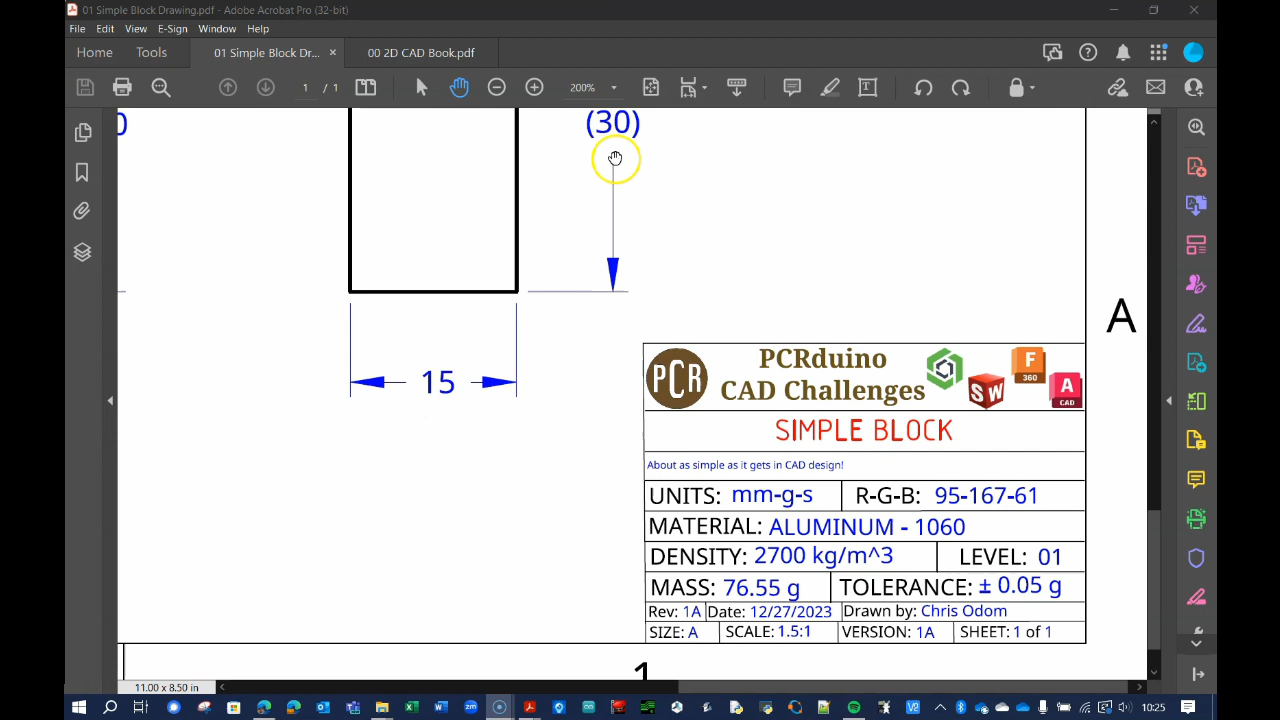 01 Simple Block Drawing.pdf - Adobe Acrobat Pro (32-bit)
File Edit View E-Sign Window Help
Home Tools 01 Simple Block Dr... × 00 2D CAD Book.pdf
1 / 1 200%
0
(30)
15
A
PCR
PCRduino
CAD Challenges
SW
F
360
A
CAD
SIMPLE BLOCK
About as simple as it gets in CAD design!
UNITS: mm-g-s R-G-B: 95-167-61
MATERIAL: ALUMINUM - 1060
DENSITY: 2700 kg/m^3 LEVEL: 01
MASS: 76.55 g TOLERANCE: ± 0.05 g
Rev: 1A Date: 12/27/2023 Drawn by: Chris Odom
SIZE: A SCALE: 1.5:1 VERSION: 1A SHEET: 1 of 1
1
11.00 x 8.50 in
10:25